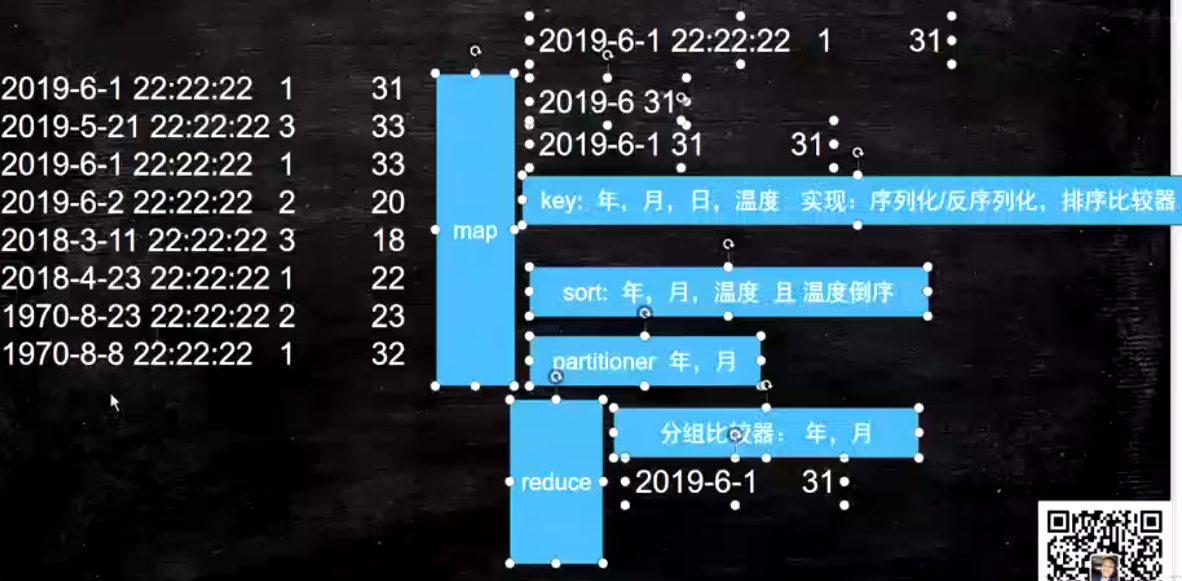 2019-6-1 22:22:22 1 31
2019-6-1 22:22:22 1 31
2019-5-21 22:22:22 3 33
2019-6-1 22:22:22 1 33
2019-6-2 22:22:22 2 20
2018-3-11 22:22:22 3 18
2018-4-23 22:22:22 1 22
1970-8-23 22:22:22 2 23
1970-8-8 22:22:22 1 32
map
2019-6 31
2019-6-1 31 31
key: 年，月，日，温度 实现：序列化/反序列化，排序比较器
sort: 年，月，温度 且 温度倒序
partitioner 年，月
reduce
分组比较器： 年，月
2019-6-1 31